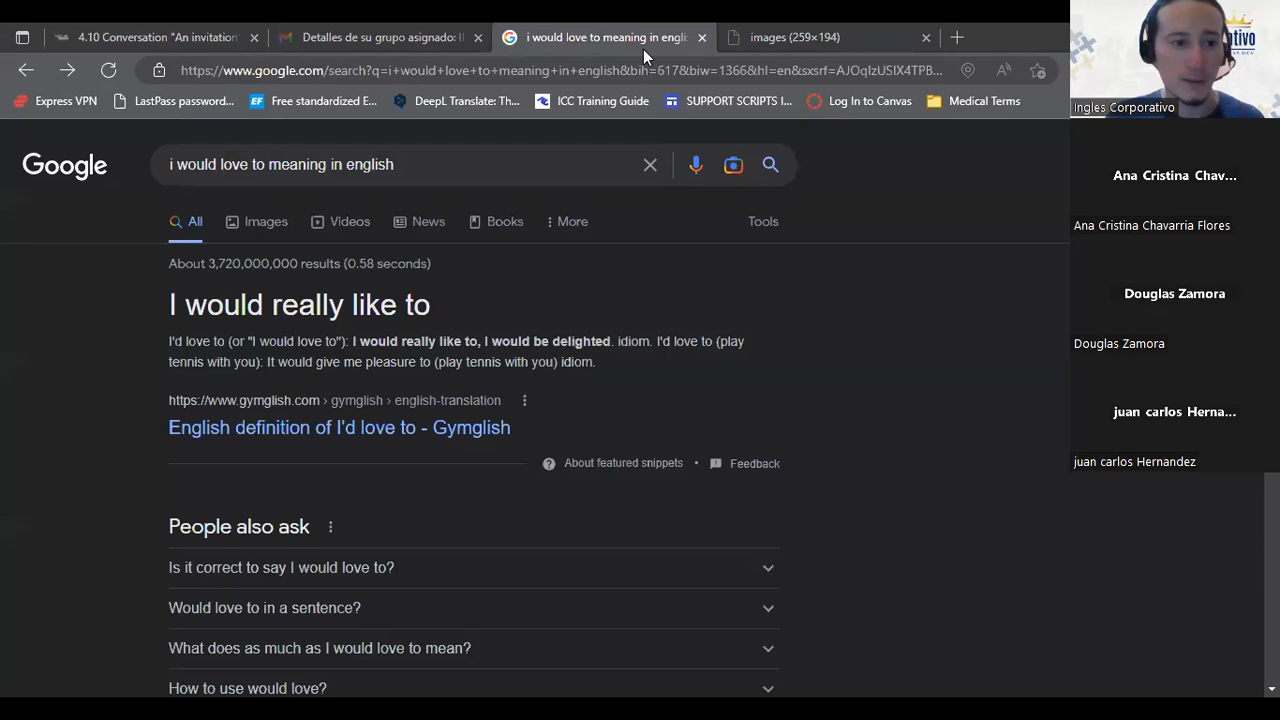 4.10 Conversation "An invitation
Detalles de su grupo asignado: I
i would love to meaning in engli
images (259×194)
https://www.google.com/search?q=i+would+love+to+meaning+in+english&bih=617&biw=1366&hl=en&sxsrf=AJOqIzUSIX4TPB...
Express VPN
LastPass password...
EF Free standardized E...
DeepL Translate: Th...
ICC Training Guide
SUPPORT SCRIPTS I...
Log In to Canvas
Medical Terms
Ingles Corporativo
Google
i would love to meaning in english
All
Images
Videos
News
Books
More
Tools
About 3,720,000,000 results (0.58 seconds)
I would really like to
I'd love to (or "I would love to"): I would really like to, I would be delighted. idiom. I'd love to (play
tennis with you): It would give me pleasure to (play tennis with you) idiom.
https://www.gymglish.com › gymglish › english-translation
English definition of I'd love to - Gymglish
About featured snippets • Feedback
People also ask
Is it correct to say I would love to?
Would love to in a sentence?
What does as much as I would love to mean?
How to use would love?
Ana Cristina Chav...
Ana Cristina Chavarria Flores
Douglas Zamora
Douglas Zamora
juan carlos Herna...
juan carlos Hernandez